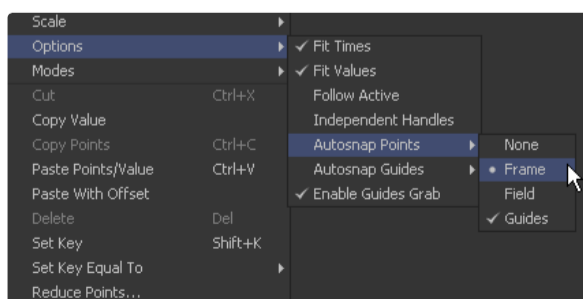 Scale
Options
Modes
Cut Ctrl+X
Copy Value
Copy Points Ctrl+C
Paste Points/Value Ctrl+V
Paste With Offset
Delete Del
Set Key Shift+K
Set Key Equal To
Reduce Points...
Fit Times
Fit Values
Follow Active
Independent Handles
Autosnap Points
Autosnap Guides
Enable Guides Grab
None
Frame
Field
Guides